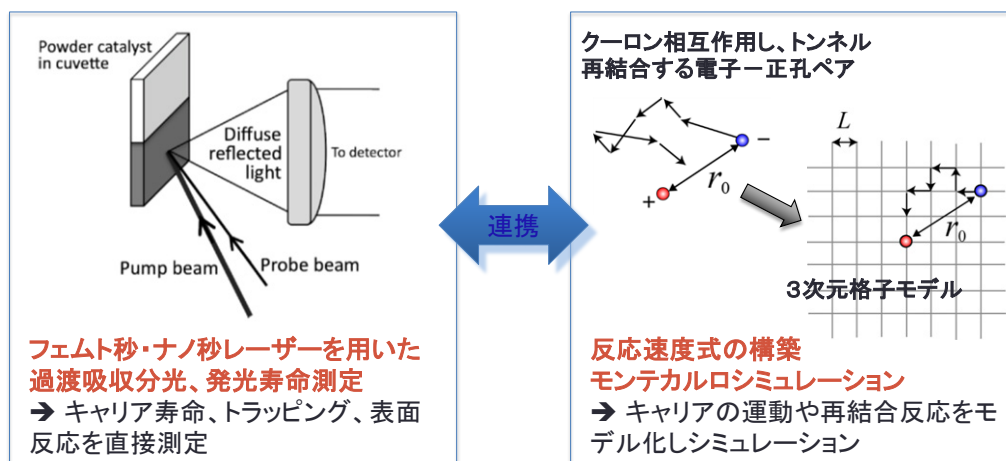 Powder catalyst
in cuvette
Diffuse
reflected
light
To detector
Pump beam
Probe beam
フェムト秒・ナノ秒レーザーを用いた
過渡吸収分光、発光寿命測定
➔ キャリア寿命、トラッピング、表面
反応を直接測定
連携
クーロン相互作用し、トンネル
再結合する電子－正孔ペア
−
+
r₀
L
r₀
３次元格子モデル
反応速度式の構築
モンテカルロシミュレーション
➔ キャリアの運動や再結合反応をモ
デル化しシミュレーション